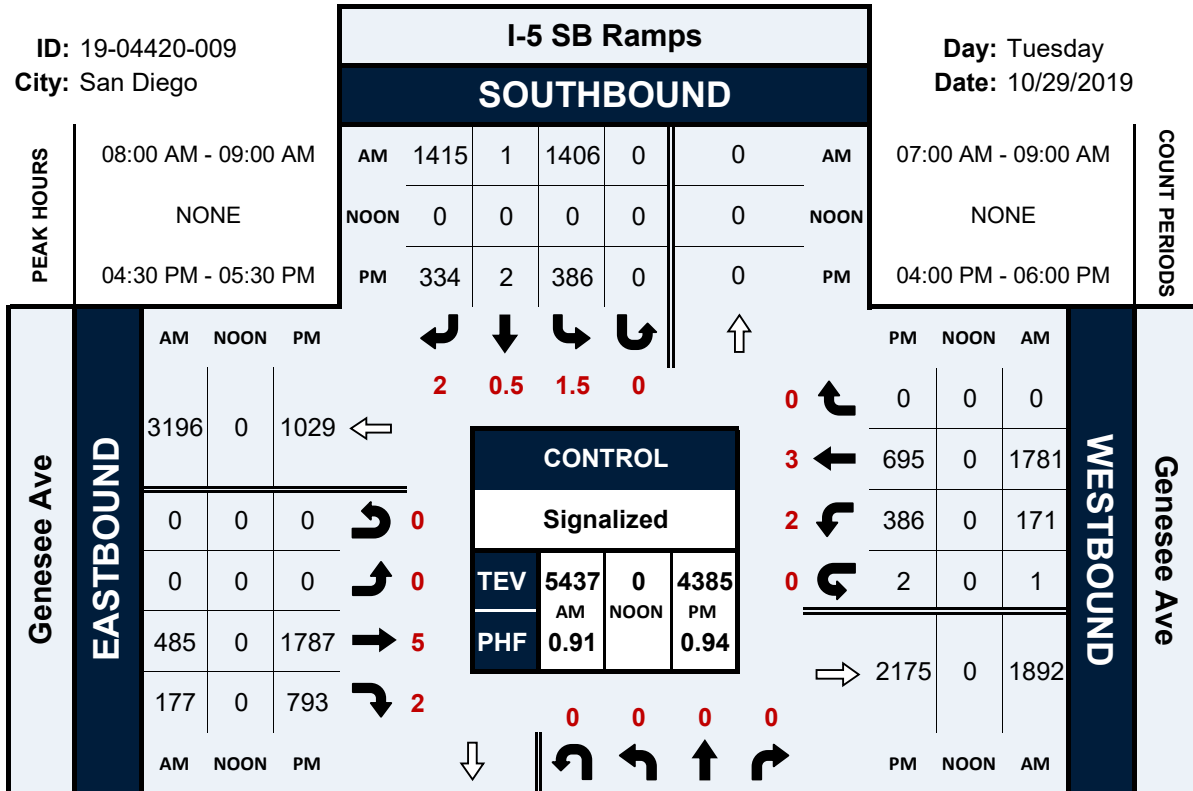 I-5 SB Ramps
ID: 19-04420-009
Day: Tuesday
City: San Diego
Date: 10/29/2019
SOUTHBOUND
PEAK HOURS
08:00 AM - 09:00 AM
NONE
04:30 PM - 05:30 PM
AM 1415 1 1406 0 0 AM
NOON 0 0 0 0 0 NOON
PM 334 2 386 0 0 PM
07:00 AM - 09:00 AM
NONE
04:00 PM - 06:00 PM
COUNT PERIODS
2 0.5 1.5 0
Genesee Ave
EASTBOUND
AM NOON PM
3196 0 1029
0 0 0 0
0 0 0 0
485 0 1787 5
177 0 793 2
AM NOON PM
CONTROL
Signalized
TEV 5437 0 4385
AM NOON PM
PHF 0.91 0.94
PM NOON AM
0 0 0 0
3 695 0 1781
2 386 0 171
0 2 0 1
2175 0 1892
PM NOON AM
WESTBOUND
Genesee Ave
0 0 0 0